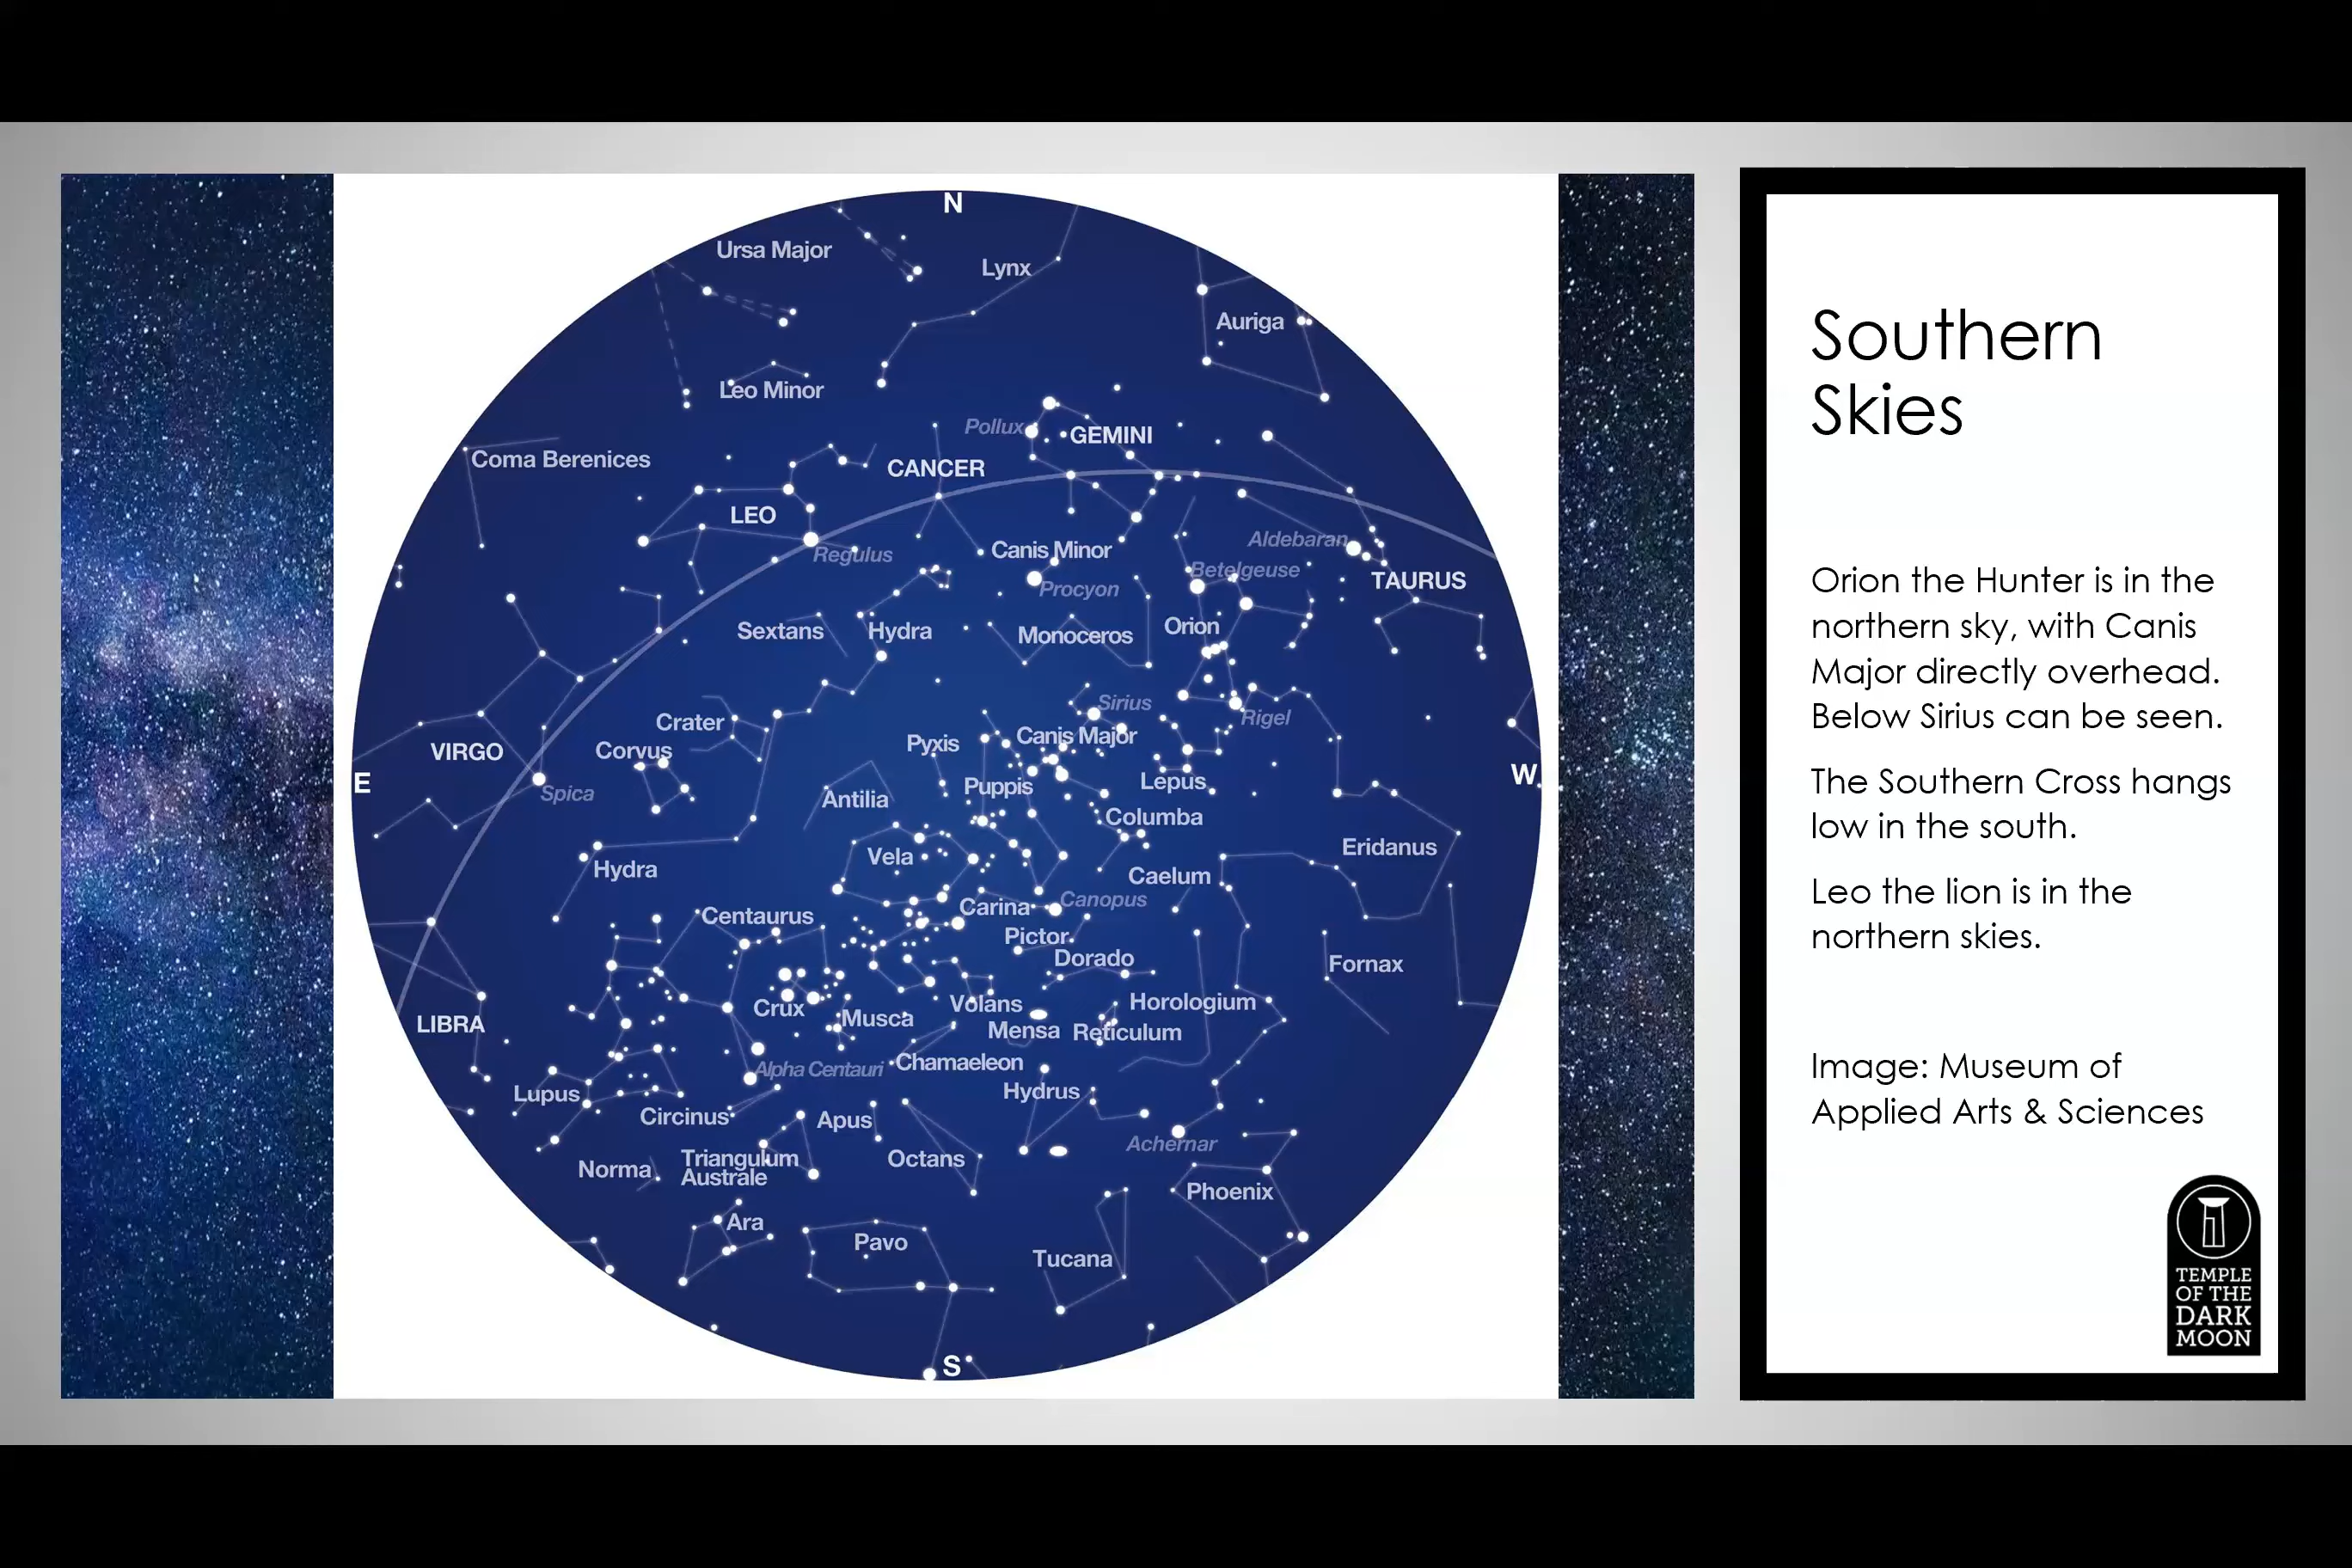 N
Ursa Major
Lynx
Auriga
Leo Minor
Pollux
GEMINI
Coma Berenices
CANCER
LEO
Regulus
Canis Minor
Aldebaran
Procyon
Betelgeuse
TAURUS
Sextans
Hydra
Monoceros
Orion
Sirius
Rigel
Crater
Corvus
Pyxis
Canis Major
VIRGO
E
W
Spica
Antilia
Puppis
Lepus
Columba
Vela
Eridanus
Hydra
Caelum
Canopus
Carina
Centaurus
Pictor
Dorado
Fornax
Crux
Musca
Volans
Horologium
Mensa
Reticulum
LIBRA
Alpha Centauri
Chamaeleon
Lupus
Hydrus
Circinus
Apus
Achernar
Norma
Triangulum
Australe
Octans
Phoenix
Ara
Pavo
Tucana
S
Southern
Skies
Orion the Hunter is in the
northern sky, with Canis
Major directly overhead.
Below Sirius can be seen.
The Southern Cross hangs
low in the south.
Leo the lion is in the
northern skies.
Image: Museum of
Applied Arts & Sciences
TEMPLE
OF THE
DARK
MOON